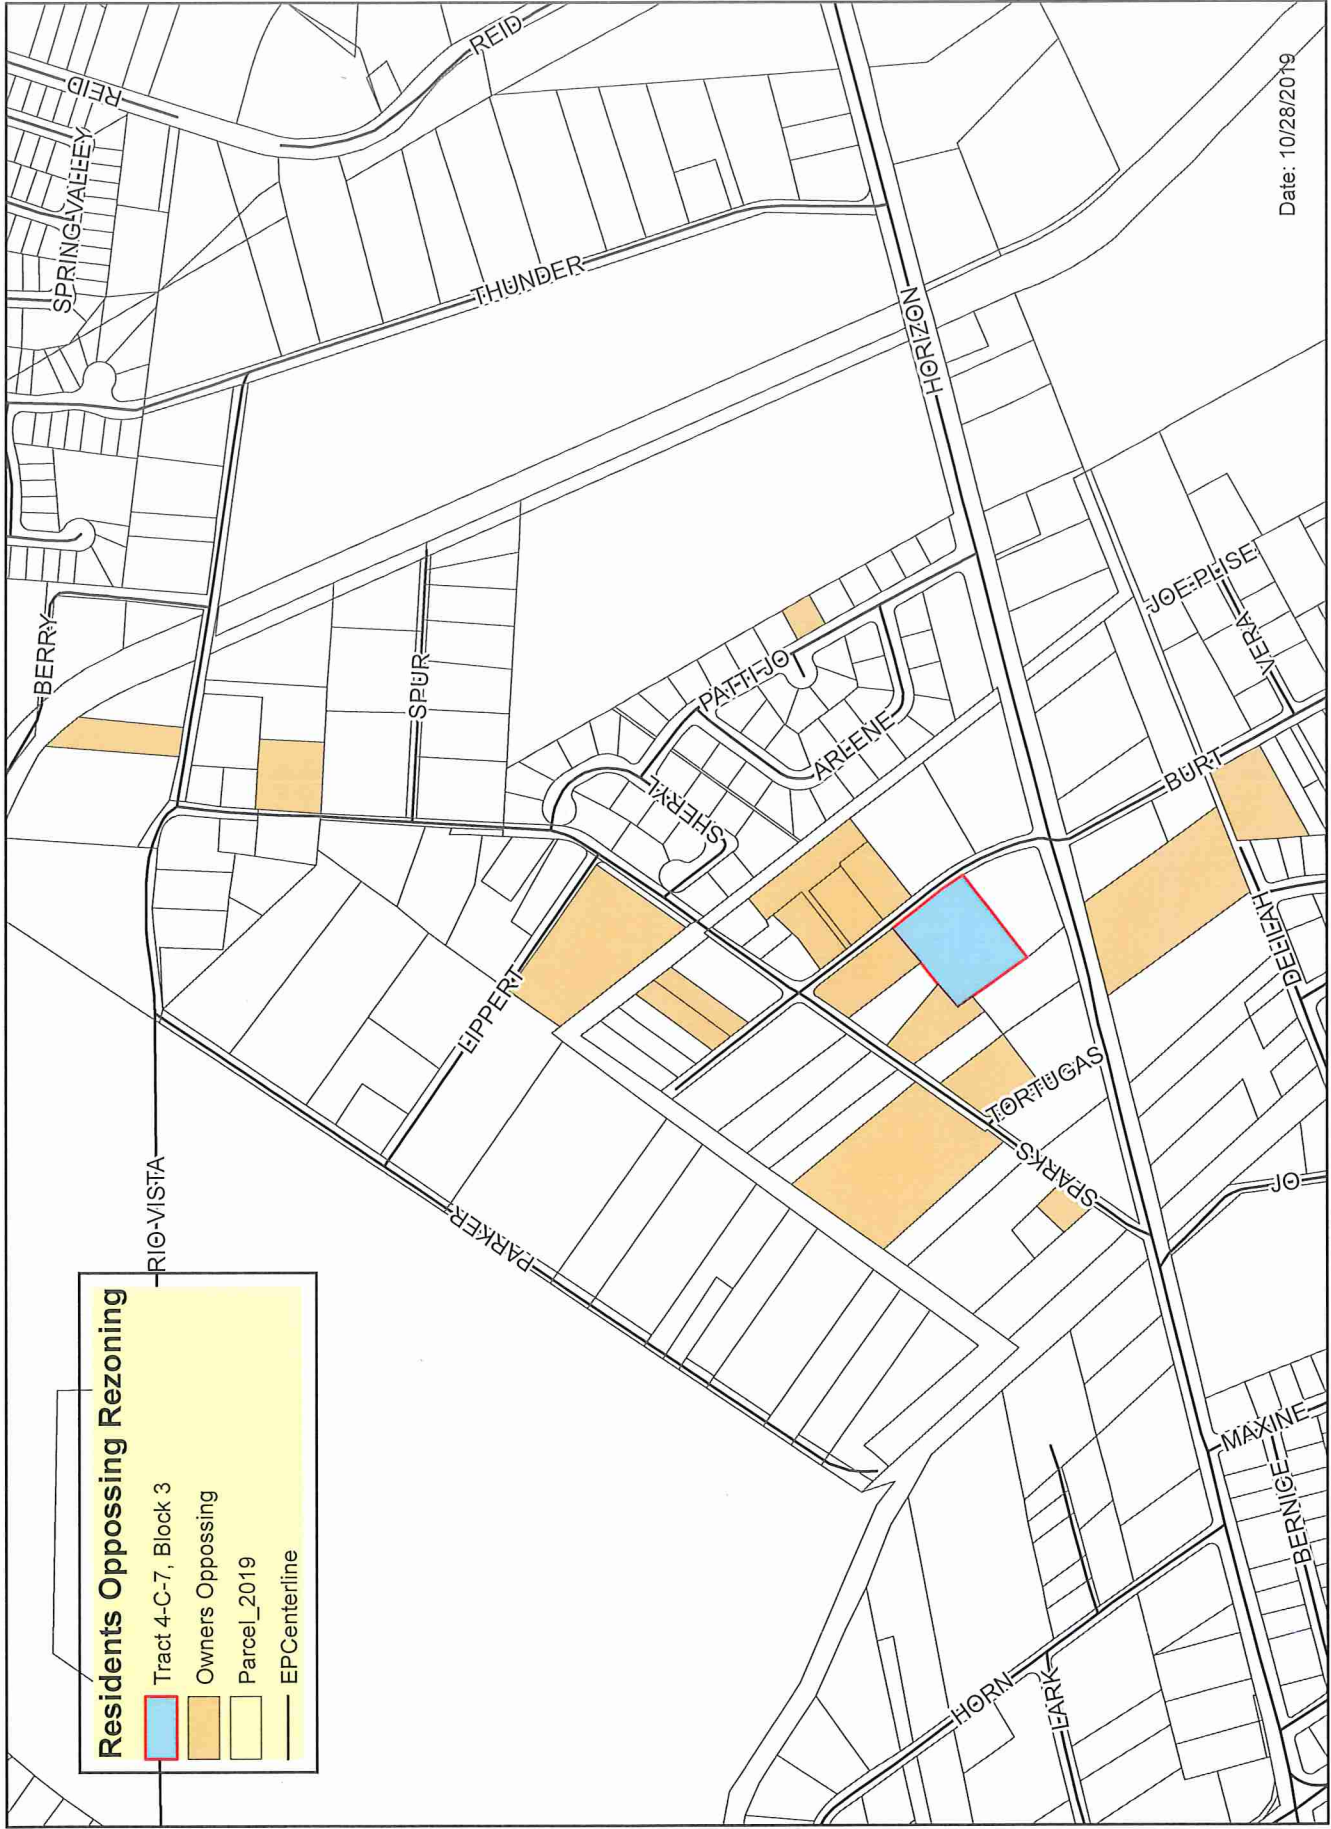 Residents Opposing Rezoning
Tract 4-C-7, Block 3
Owners Oppossing
Parcel_2019
EPCenterline
RIO VISTA
BERRY
SPRING VALLEY
REID
REID
THUNDER
SPUR
PARKER
LIPPERT
SHERYL
PATTI JO
ARLENE
HORIZON
TORTUGAS
SPARKS
BURT
JOE PLISE
VERA
DELILAH
JO
MAXINE
BERNICE
HORN
LARK
Date: 10/28/2019